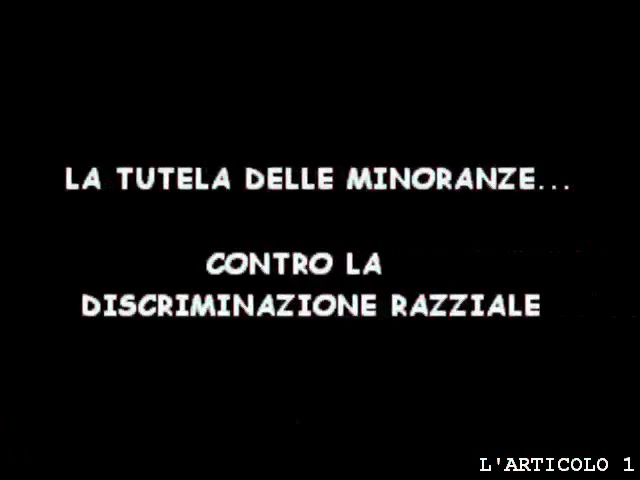 LA TUTELA DELLE MINORANZE...
CONTRO LA
DISCRIMINAZIONE RAZZIALE
L'ARTICOLO 1